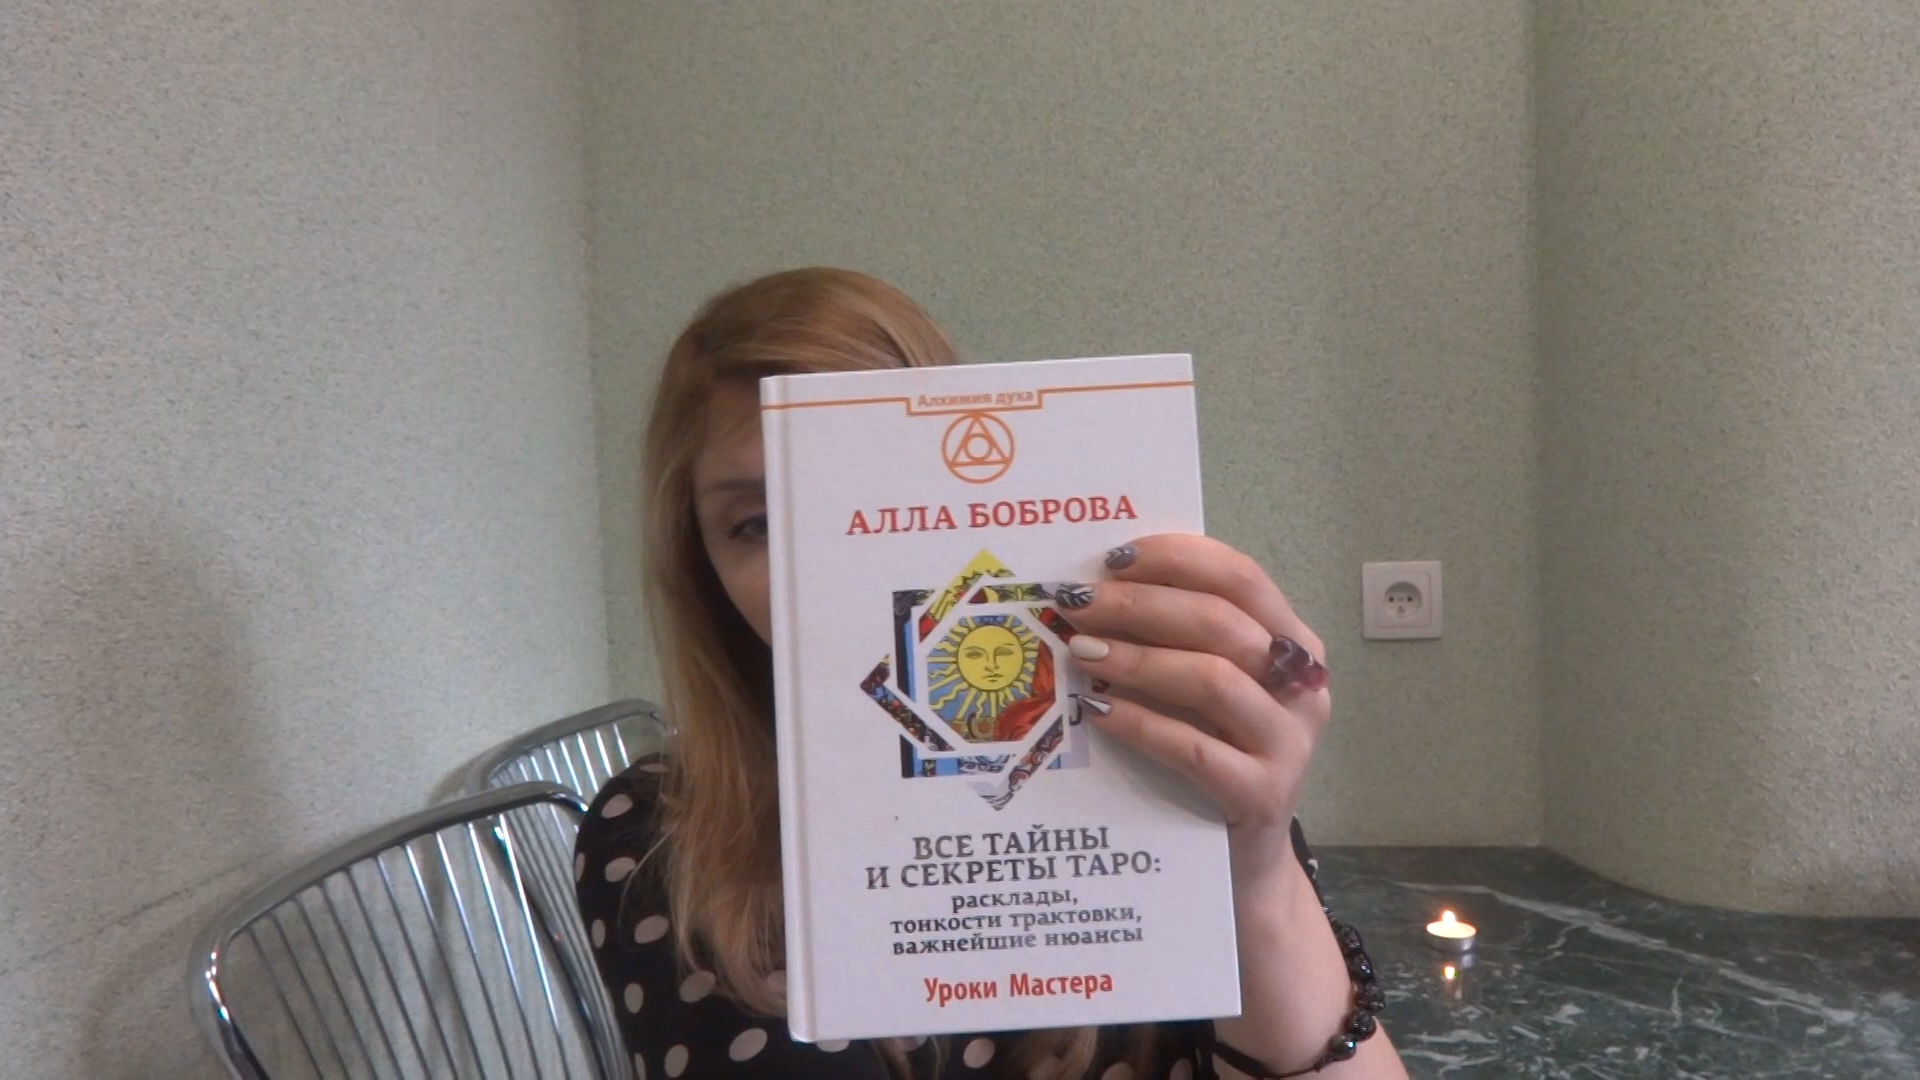 Алхимия духа
АЛЛА БОБРОВА
ВСЕ ТАЙНЫ
И СЕКРЕТЫ ТАРО:
расклады,
тонкости трактовки,
важнейшие нюансы
Уроки Мастера